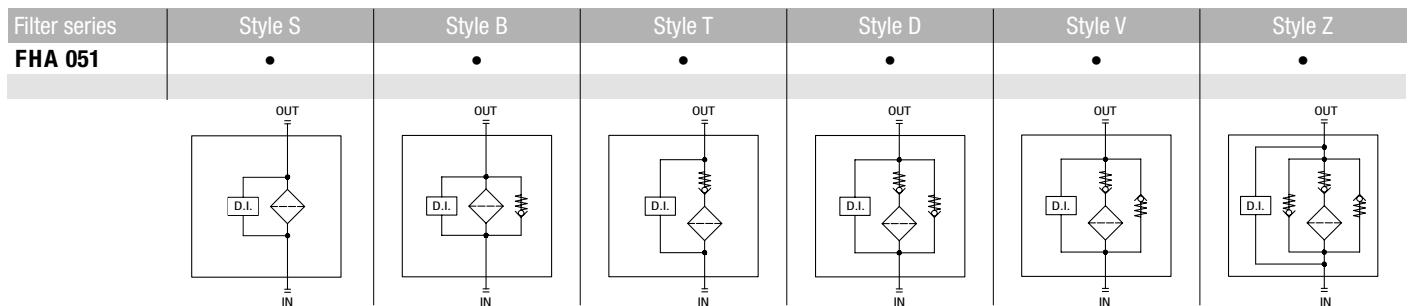 Filter series Style S Style B Style T Style D Style V Style Z
FHA 051 • • • • • •
OUT OUT OUT OUT OUT OUT
D.I. D.I. D.I. D.I. D.I. D.I.
IN IN IN IN IN IN